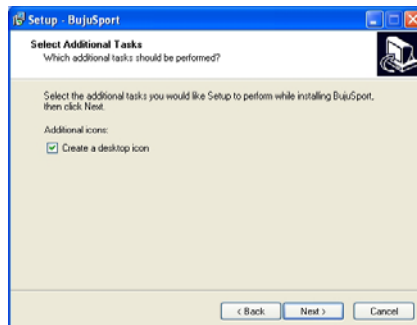 Setup - BujuSport
Select Additional Tasks
Which additional tasks should be performed?
Select the additional tasks you would like Setup to perform while installing BujuSport,
then click Next.
Additional icons:
Create a desktop icon
< Back
Next >
Cancel